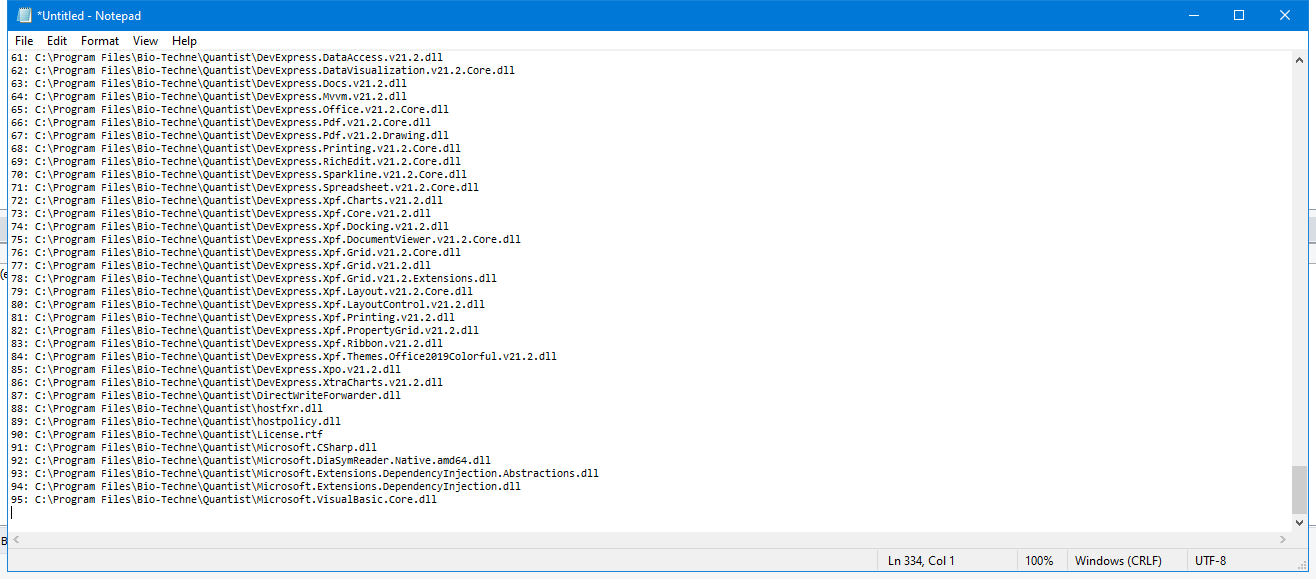 *Untitled - Notepad
File Edit Format View Help
61: C:\Program Files\Bio-Techne\Quantist\DevExpress.DataAccess.v21.2.dll
62: C:\Program Files\Bio-Techne\Quantist\DevExpress.DataVisualization.v21.2.Core.dll
63: C:\Program Files\Bio-Techne\Quantist\DevExpress.Docs.v21.2.dll
64: C:\Program Files\Bio-Techne\Quantist\DevExpress.Mvvm.v21.2.dll
65: C:\Program Files\Bio-Techne\Quantist\DevExpress.Office.v21.2.Core.dll
66: C:\Program Files\Bio-Techne\Quantist\DevExpress.Pdf.v21.2.Core.dll
67: C:\Program Files\Bio-Techne\Quantist\DevExpress.Pdf.v21.2.Drawing.dll
68: C:\Program Files\Bio-Techne\Quantist\DevExpress.Printing.v21.2.Core.dll
69: C:\Program Files\Bio-Techne\Quantist\DevExpress.RichEdit.v21.2.Core.dll
70: C:\Program Files\Bio-Techne\Quantist\DevExpress.Sparkline.v21.2.Core.dll
71: C:\Program Files\Bio-Techne\Quantist\DevExpress.Spreadsheet.v21.2.Core.dll
72: C:\Program Files\Bio-Techne\Quantist\DevExpress.Xpf.Charts.v21.2.dll
73: C:\Program Files\Bio-Techne\Quantist\DevExpress.Xpf.Core.v21.2.dll
74: C:\Program Files\Bio-Techne\Quantist\DevExpress.Xpf.Docking.v21.2.dll
75: C:\Program Files\Bio-Techne\Quantist\DevExpress.Xpf.DocumentViewer.v21.2.Core.dll
76: C:\Program Files\Bio-Techne\Quantist\DevExpress.Xpf.Grid.v21.2.Core.dll
77: C:\Program Files\Bio-Techne\Quantist\DevExpress.Xpf.Grid.v21.2.dll
78: C:\Program Files\Bio-Techne\Quantist\DevExpress.Xpf.Grid.v21.2.Extensions.dll
79: C:\Program Files\Bio-Techne\Quantist\DevExpress.Xpf.Layout.v21.2.Core.dll
80: C:\Program Files\Bio-Techne\Quantist\DevExpress.Xpf.LayoutControl.v21.2.dll
81: C:\Program Files\Bio-Techne\Quantist\DevExpress.Xpf.Printing.v21.2.dll
82: C:\Program Files\Bio-Techne\Quantist\DevExpress.Xpf.PropertyGrid.v21.2.dll
83: C:\Program Files\Bio-Techne\Quantist\DevExpress.Xpf.Ribbon.v21.2.dll
84: C:\Program Files\Bio-Techne\Quantist\DevExpress.Xpf.Themes.Office2019Colorful.v21.2.dll
85: C:\Program Files\Bio-Techne\Quantist\DevExpress.Xpo.v21.2.dll
86: C:\Program Files\Bio-Techne\Quantist\DevExpress.XtraCharts.v21.2.dll
87: C:\Program Files\Bio-Techne\Quantist\DirectWriteForwarder.dll
88: C:\Program Files\Bio-Techne\Quantist\hostfxr.dll
89: C:\Program Files\Bio-Techne\Quantist\hostpolicy.dll
90: C:\Program Files\Bio-Techne\Quantist\License.rtf
91: C:\Program Files\Bio-Techne\Quantist\Microsoft.CSharp.dll
92: C:\Program Files\Bio-Techne\Quantist\Microsoft.DiaSymReader.Native.amd64.dll
93: C:\Program Files\Bio-Techne\Quantist\Microsoft.Extensions.DependencyInjection.Abstractions.dll
94: C:\Program Files\Bio-Techne\Quantist\Microsoft.Extensions.DependencyInjection.dll
95: C:\Program Files\Bio-Techne\Quantist\Microsoft.VisualBasic.Core.dll
Ln 334, Col 1 100% Windows (CRLF) UTF-8